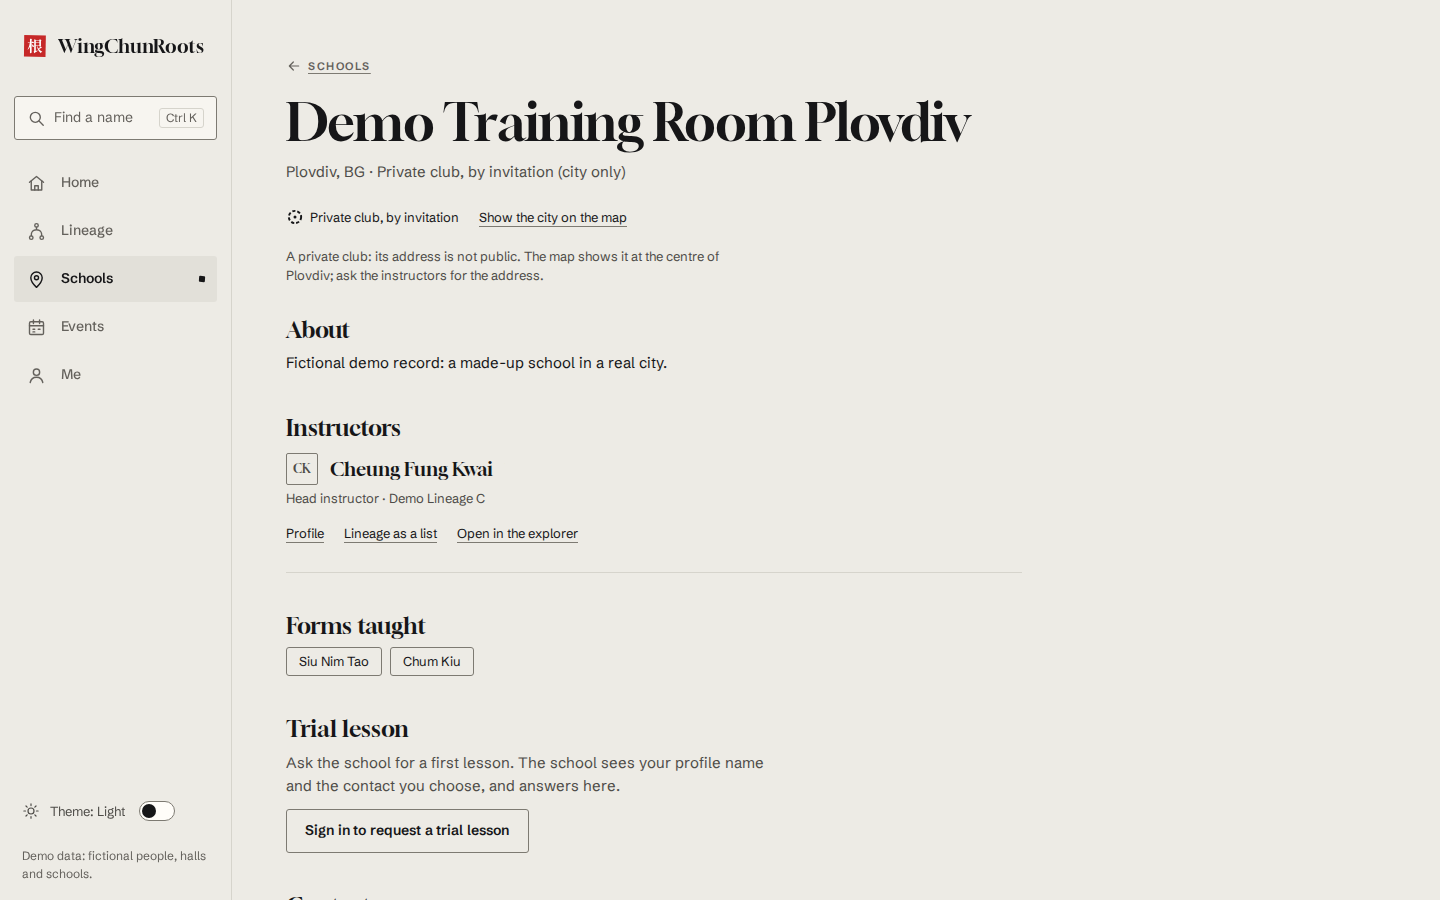 根 WingChunRoots
Find a name Ctrl K
Home
Lineage
Schools
Events
Me
Theme: Light
Demo data: fictional people, halls
and schools.
← SCHOOLS
Demo Training Room Plovdiv
Plovdiv, BG · Private club, by invitation (city only)
Private club, by invitation Show the city on the map
A private club: its address is not public. The map shows it at the centre of
Plovdiv; ask the instructors for the address.
About
Fictional demo record: a made-up school in a real city.
Instructors
CK Cheung Fung Kwai
Head instructor · Demo Lineage C
Profile Lineage as a list Open in the explorer
Forms taught
Siu Nim Tao Chum Kiu
Trial lesson
Ask the school for a first lesson. The school sees your profile name
and the contact you choose, and answers here.
Sign in to request a trial lesson